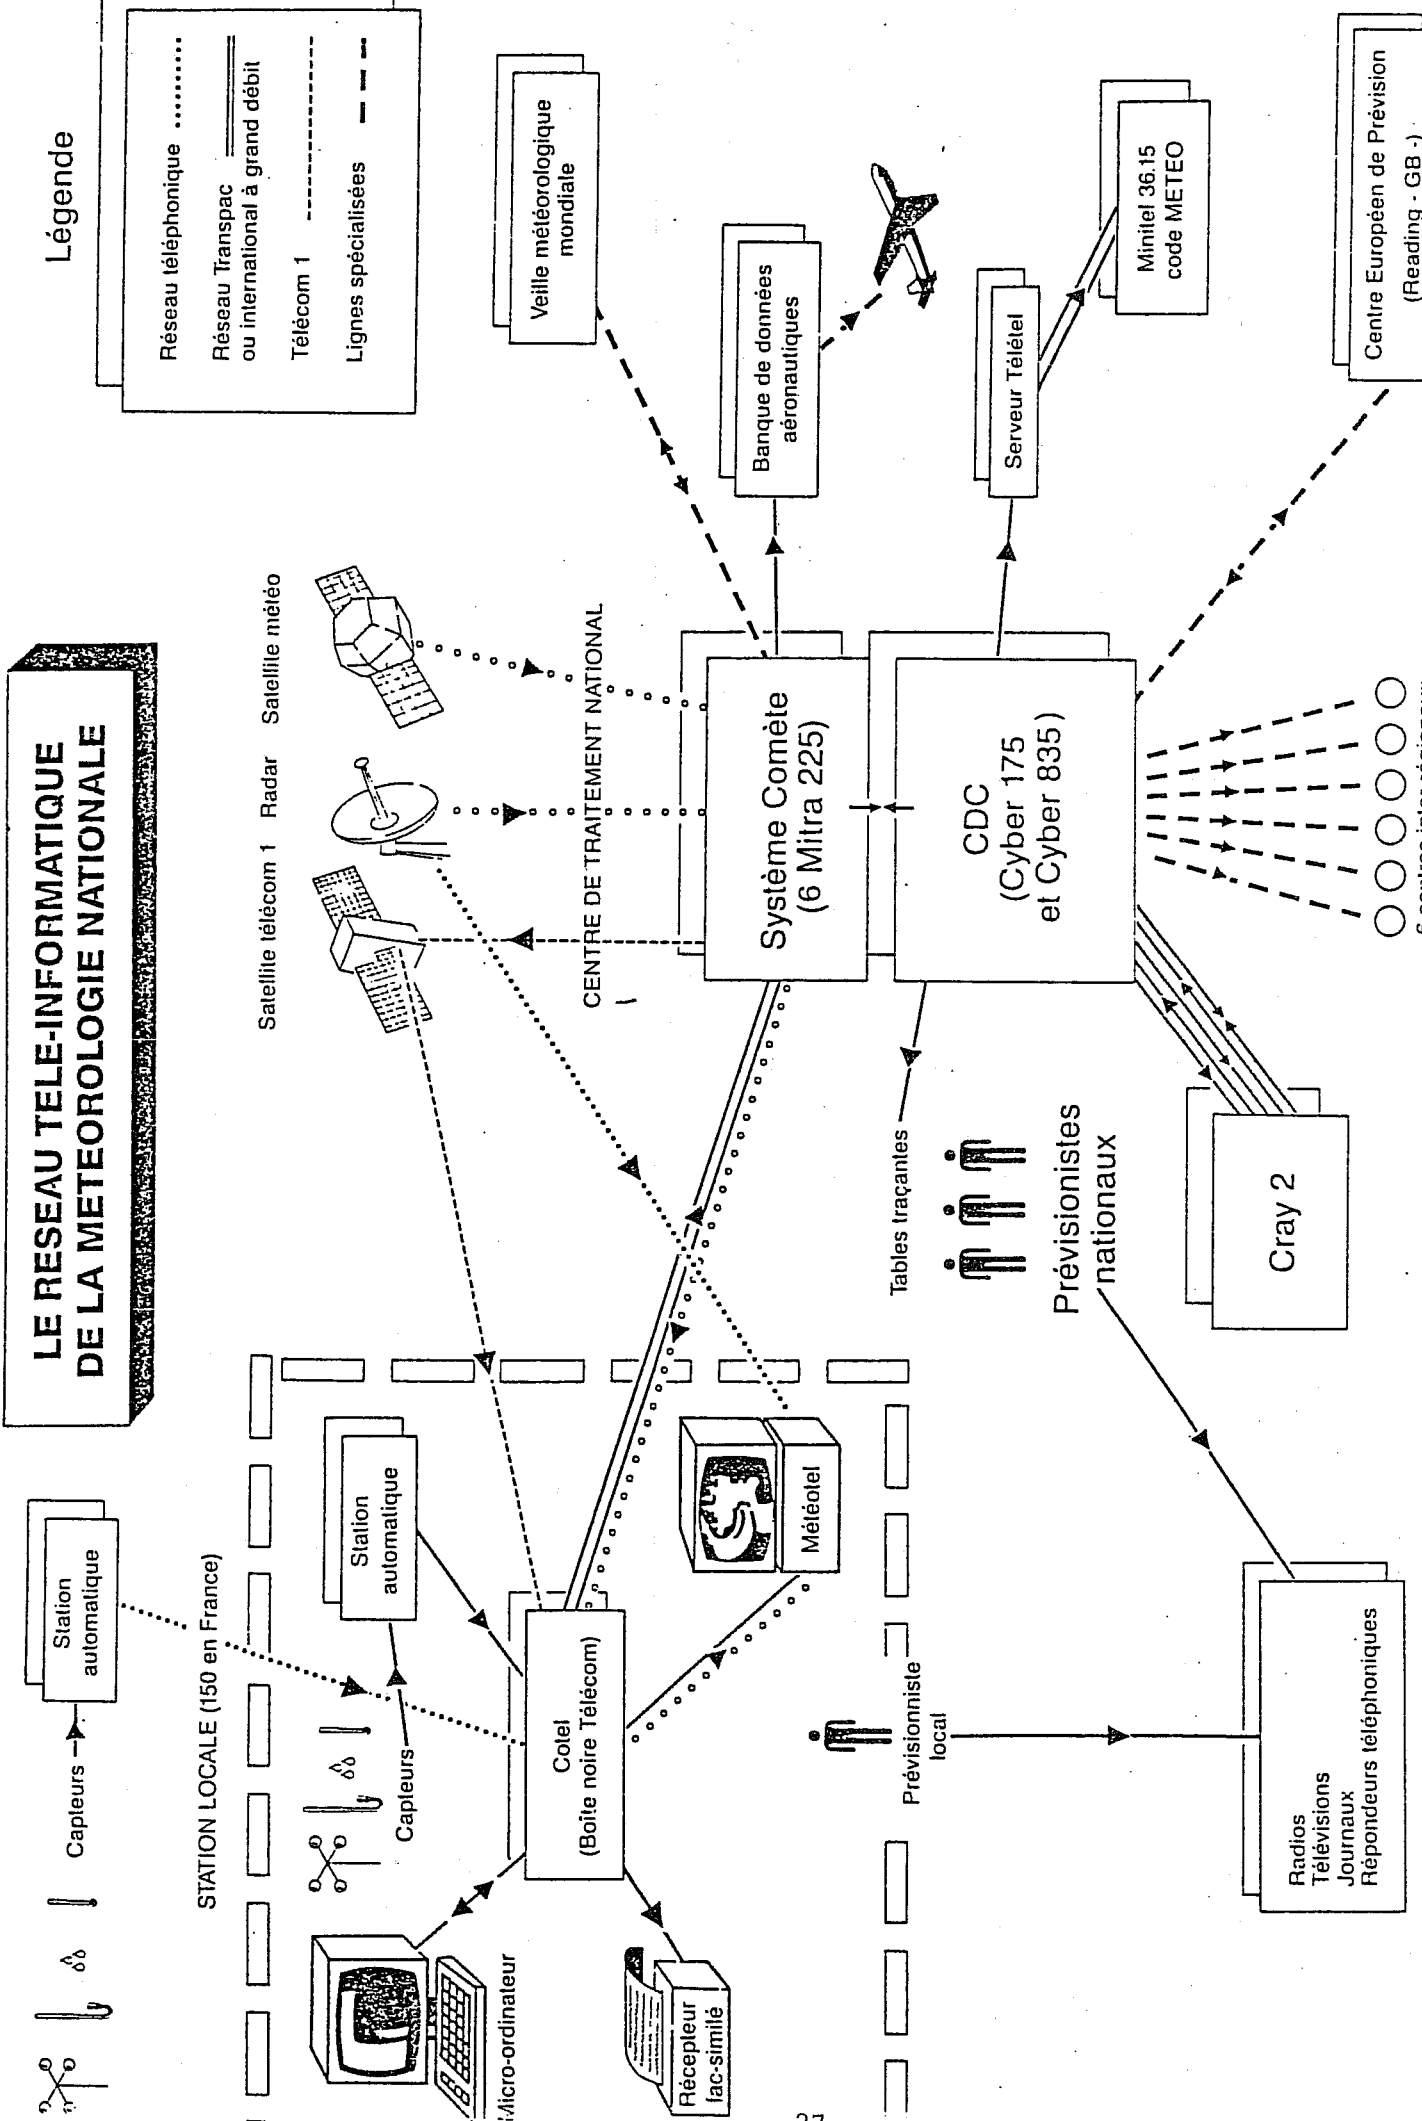 LE RESEAU TELE-INFORMATIQUE
DE LA METEOROLOGIE NATIONALE
Légende
Réseau téléphonique
Réseau Transpac
ou international à grand débit
Télécom 1
Lignes spécialisées
Capteurs
Station
automatique
STATION LOCALE (150 en France)
Capteurs
Station
automatique
Micro-ordinateur
Cotel
(Boîte noire Télécom)
Récepteur
fac-similé
Météotel
Prévisionniste
local
Satellite télécom 1
Radar
Satellite météo
CENTRE DE TRAITEMENT NATIONAL
Système Comète
(6 Mitra 225)
CDC
(Cyber 175
et Cyber 835)
Tables traçantes
Prévisionistes
nationaux
Cray 2
Veille météorologique
mondiale
Banque de données
aéronautiques
Serveur Télétel
Minitel 36.15
code METEO
Centre Européen de Prévision
(Reading - GB -)
Radios
Télévisions
Journaux
Répondeurs téléphoniques